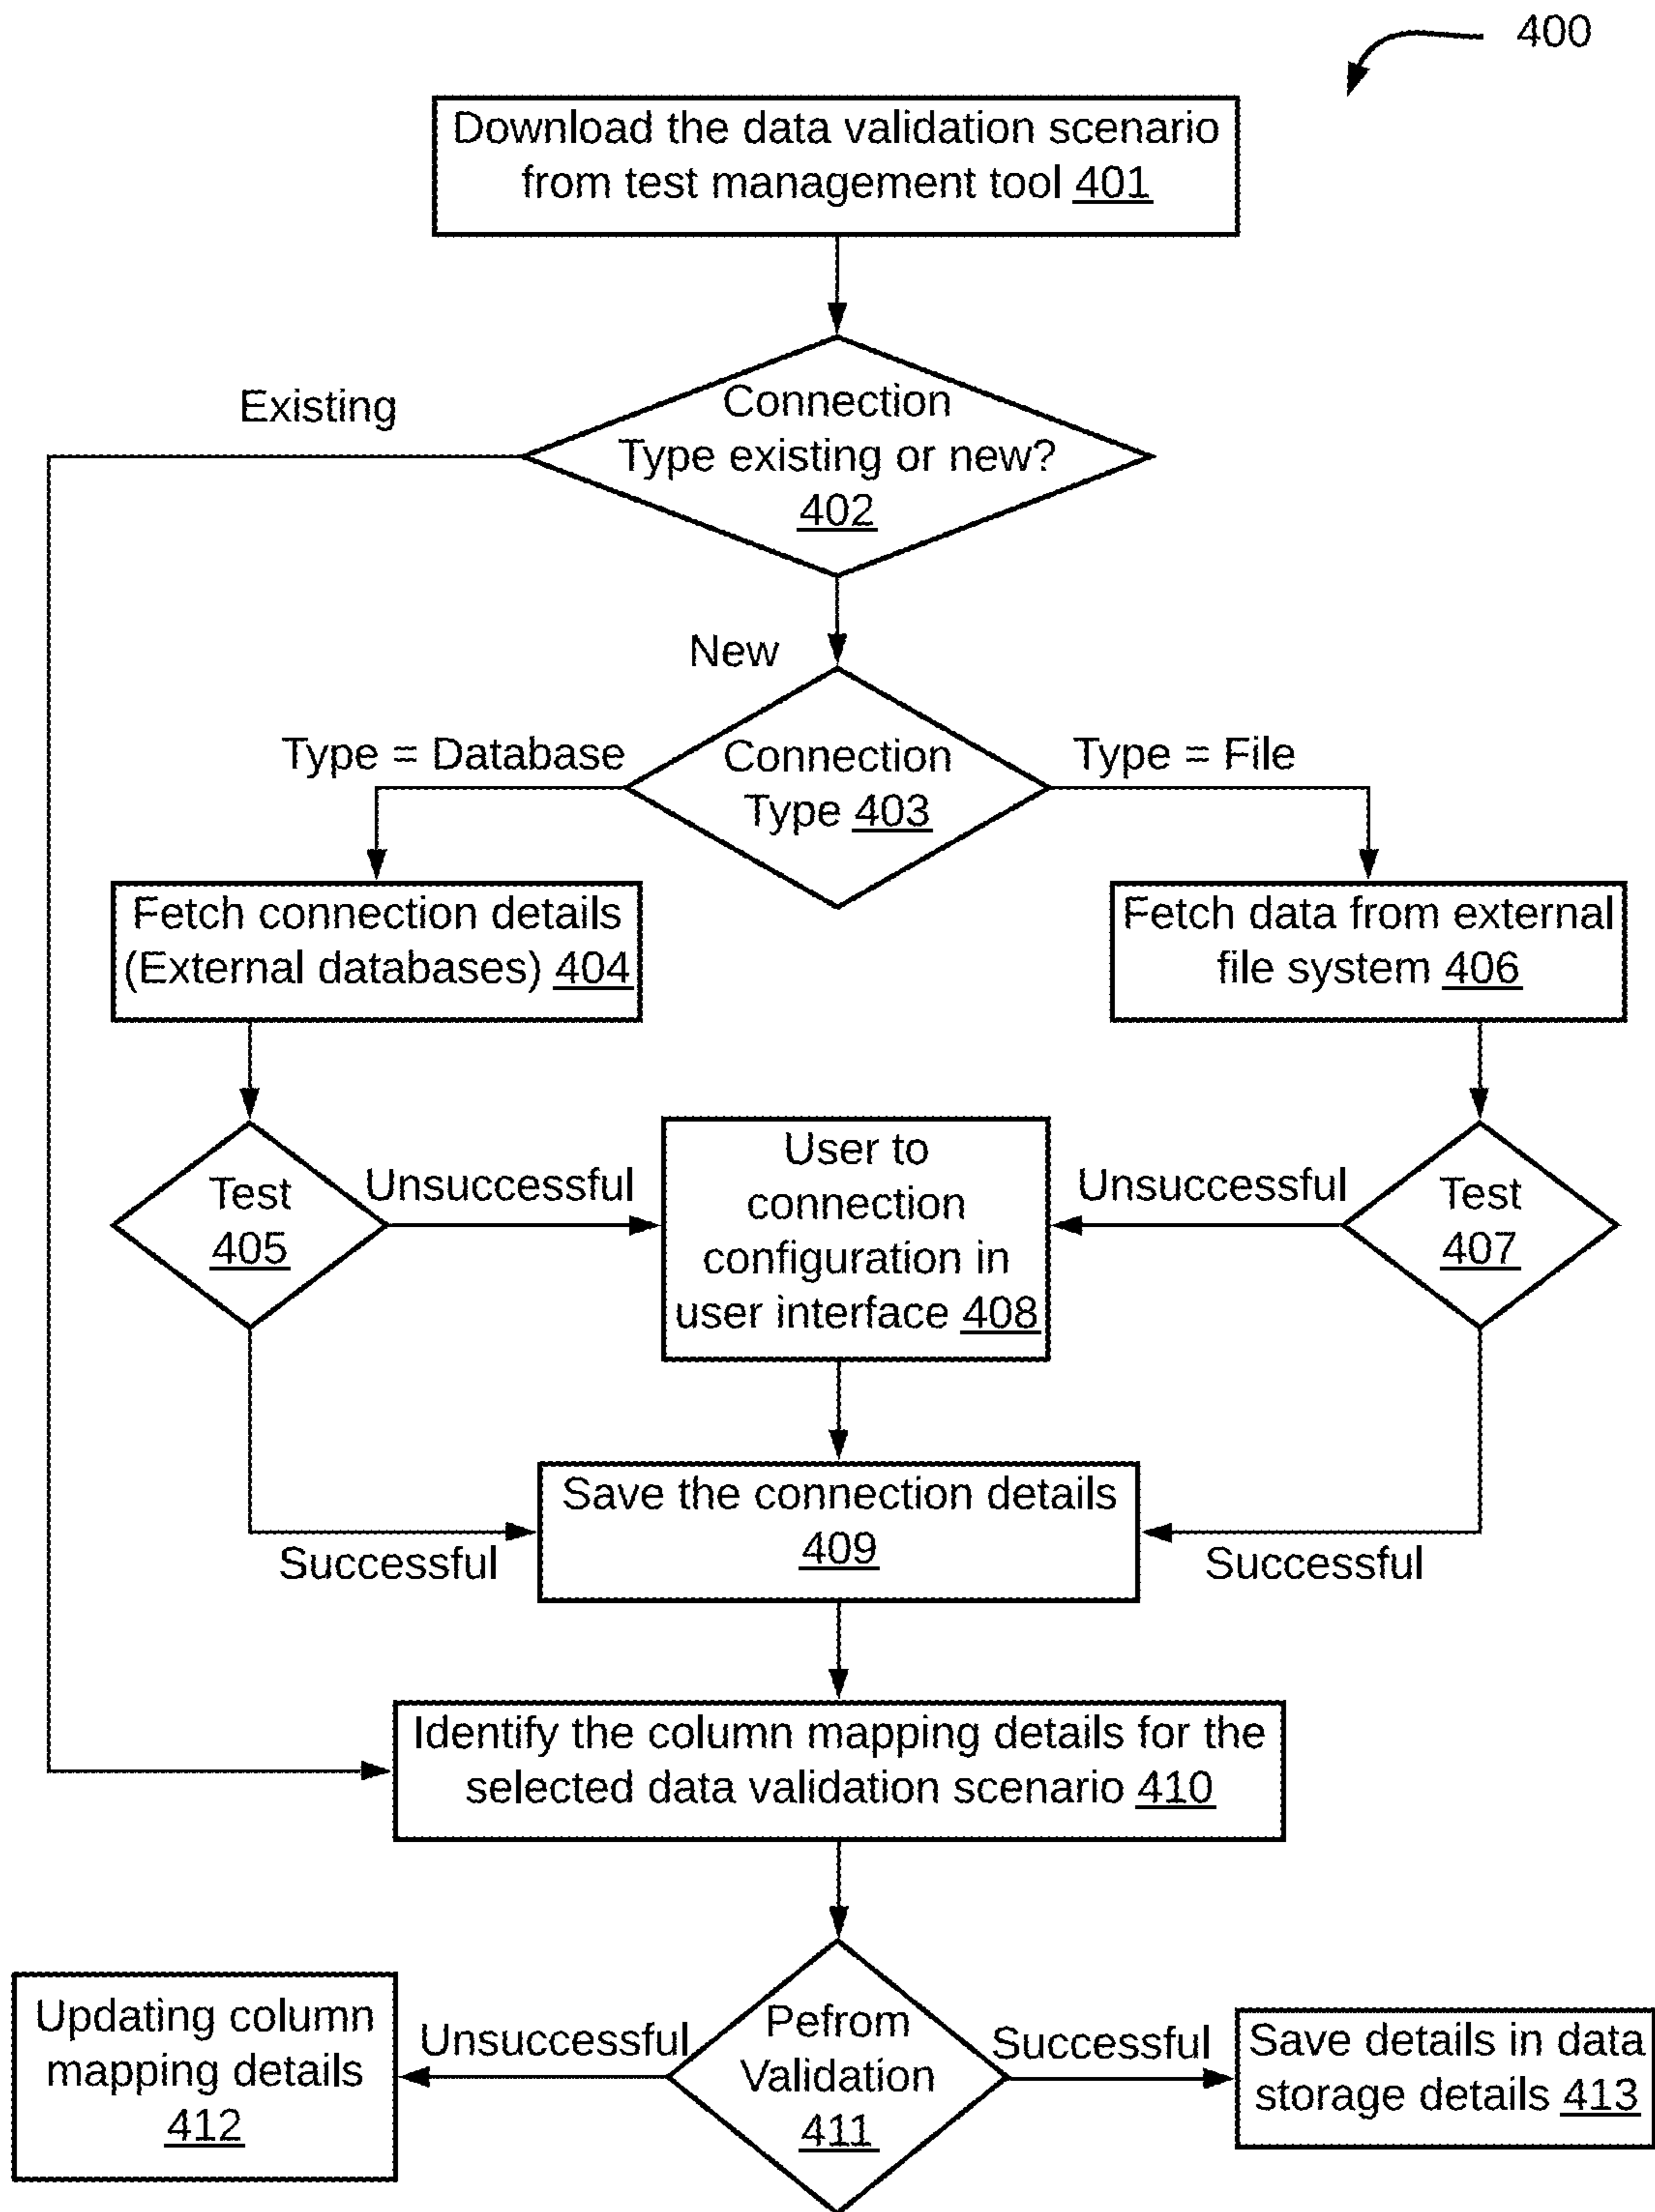 400
Download the data validation scenario
from test management tool 401
Existing
Connection
Type existing or new?
402
New
Type = Database
Connection
Type 403
Type = File
Fetch connection details
(External databases) 404
Fetch data from external
file system 406
Test
405
Unsuccessful
User to
connection
configuration in
user interface 408
Unsuccessful
Test
407
Save the connection details
409
Successful
Successful
Identify the column mapping details for the
selected data validation scenario 410
Updating column
mapping details
412
Unsuccessful
Pefrom
Validation
411
Successful
Save details in data
storage details 413